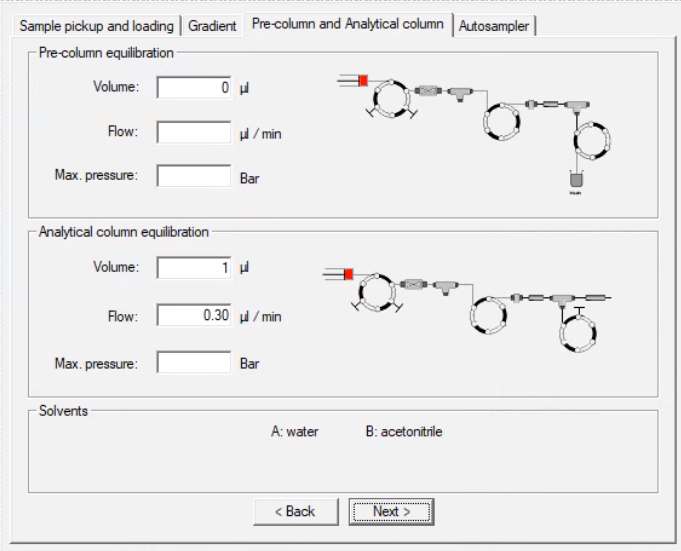 Sample pickup and loading Gradient Pre-column and Analytical column Autosampler
Pre-column equilibration
Volume: 0 µl
Flow: µl / min
Max. pressure: Bar
Waste
Analytical column equilibration
Volume: 1 µl
Flow: 0.30 µl / min
Max. pressure: Bar
Solvents
A: water B: acetonitrile
< Back Next >